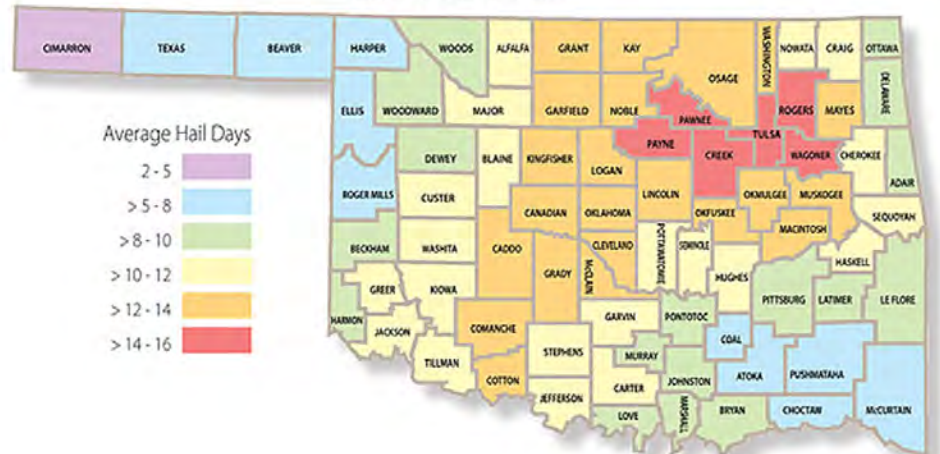 CIMARRON
TEXAS
BEAVER
HARPER
WOODS
ALFALFA
GRANT
KAY
OSAGE
WASHINGTON
NOWATA
CRAIG
OTTAWA
DELAWARE
ELLIS
WOODWARD
MAJOR
GARFIELD
NOBLE
PAWNEE
ROGERS
MAYES
Average Hail Days
2 - 5
> 5 - 8
> 8 - 10
> 10 - 12
> 12 - 14
> 14 - 16
DEWEY
BLAINE
KINGFISHER
LOGAN
PAYNE
CREEK
TULSA
WAGONER
CHEROKEE
ADAIR
ROGER MILLS
CUSTER
CANADIAN
OKLAHOMA
LINCOLIN
OKFUSKEE
OKMULGEE
MUSKOGEE
MACINTOSH
SEQUOYAH
BECKHAM
WASHITA
CADDO
GRADY
CLEVELAND
McCLAIN
POTTAWATOMIE
SEMINOLE
HUGHES
HASKELL
PITTSBURG
LATIMER
LE FLORE
GREER
KIOWA
HARMON
JACKSON
COMANCHE
GARVIN
PONTOTOC
COAL
TILLMAN
COTTON
STEPHENS
MURRAY
JOHNSTON
ATOKA
PUSHMATAHA
JEFFERSON
CARTER
LOVE
MARSHALL
BRYAN
CHOCTAW
McCURTAIN